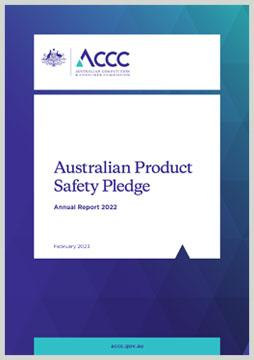 ACCC
AUSTRALIAN COMPETITION
& CONSUMER COMMISSION
Australian Product
Safety Pledge
Annual Report 2022
February 2023
accc.gov.au